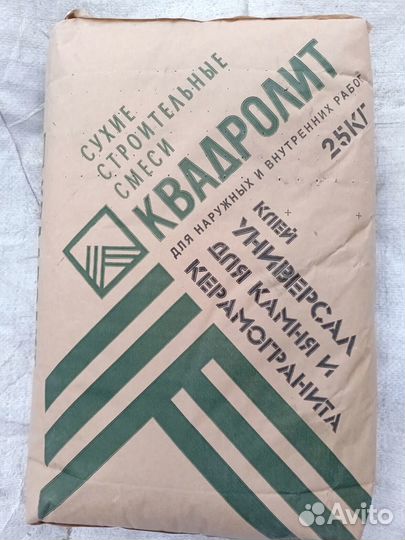 СУХИЕ
СТРОИТЕЛЬНЫЕ
СМЕСИ
КВАДРОЛИТ
ДЛЯ НАРУЖНЫХ И ВНУТРЕННИХ РАБОТ
25КГ
КЛЕЙ
УНИВЕРСАЛ
ДЛЯ КАМНЯ И
КЕРАМОГРАНИТА
Avito